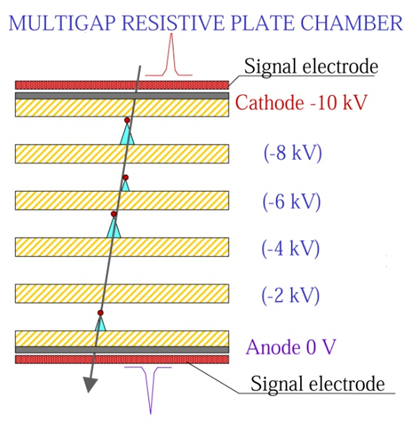 MULTIGAP RESISTIVE PLATE CHAMBER
Signal electrode
Cathode -10 kV
(-8 kV)
(-6 kV)
(-4 kV)
(-2 kV)
Anode 0 V
Signal electrode